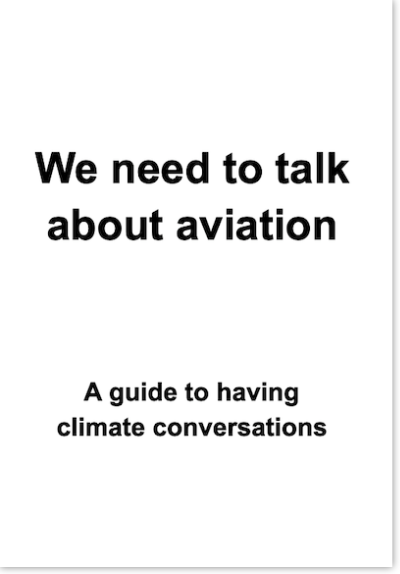 We need to talk
about aviation
A guide to having
climate conversations